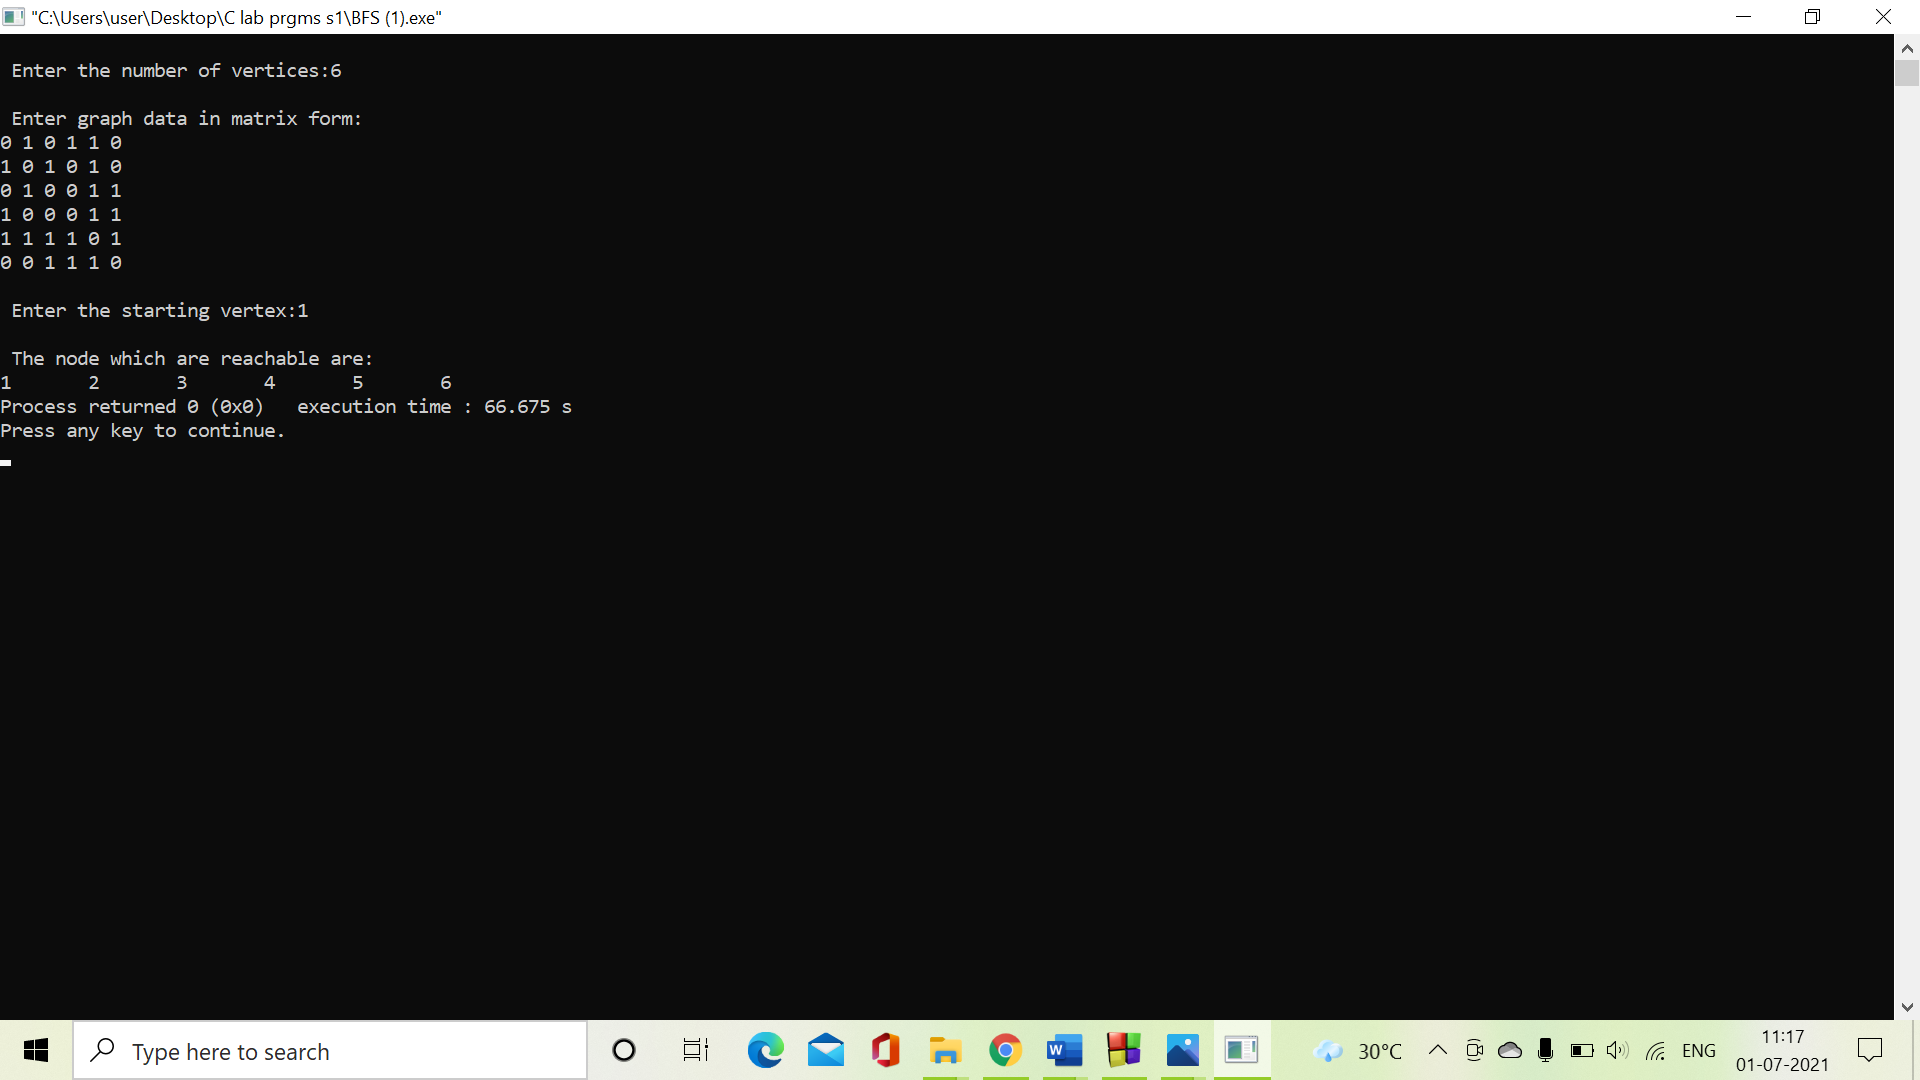 "C:\Users\user\Desktop\C lab prgms s1\BFS (1).exe"
Enter the number of vertices:6
Enter graph data in matrix form:
0 1 0 1 1 0
1 0 1 0 1 0
0 1 0 0 1 1
1 0 0 0 1 1
1 1 1 1 0 1
0 0 1 1 1 0
Enter the starting vertex:1
The node which are reachable are:
1 2 3 4 5 6
Process returned 0 (0x0) execution time : 66.675 s
Press any key to continue.
Type here to search
W
30°C
ENG
11:17
01-07-2021